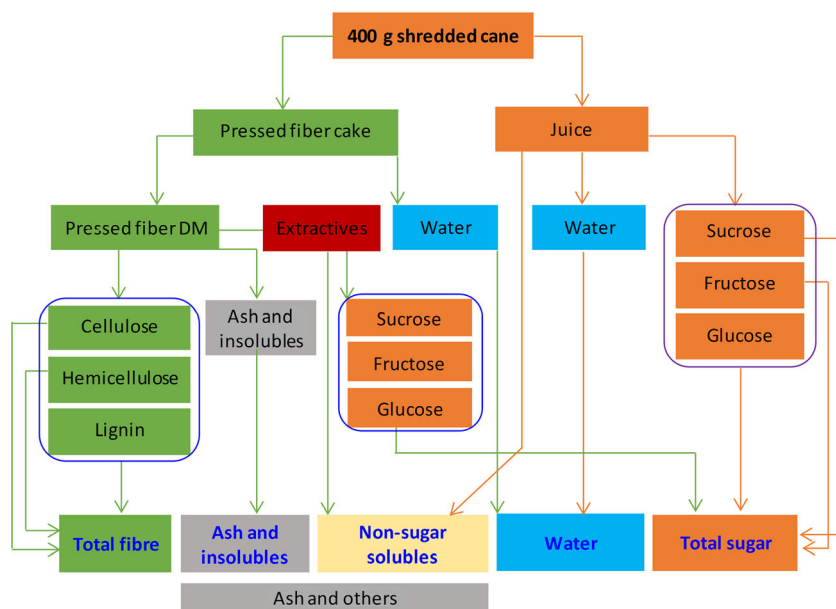 400 g shredded cane
Pressed fiber cake
Juice
Pressed fiber DM
Extractives
Water
Water
Sucrose
Fructose
Glucose
Ash and
insolubles
Cellulose
Hemicellulose
Lignin
Sucrose
Fructose
Glucose
Total fibre
Ash and
insolubles
Non-sugar
solubles
Water
Total sugar
Ash and others